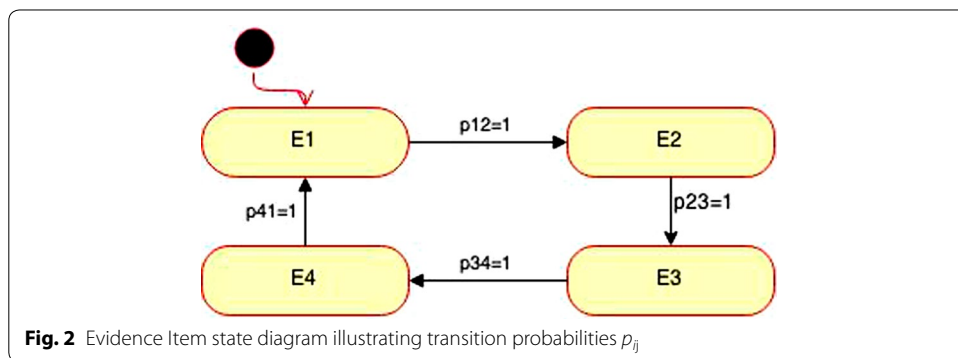 E1
p12=1
E2
p41=1
p23=1
E4
p34=1
E3
Fig. 2 Evidence Item state diagram illustrating transition probabilities p_ij